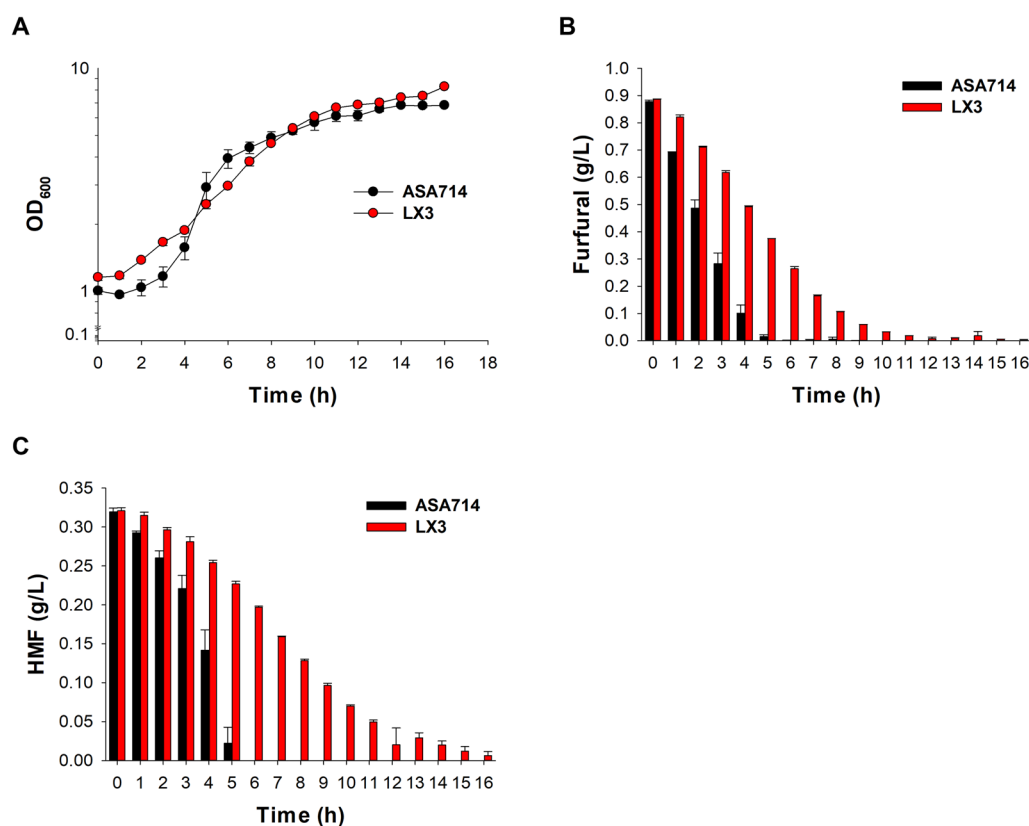 A
10
1
0.1
OD600
ASA714
LX3
0 2 4 6 8 10 12 14 16 18
Time (h)
B
1.0
0.9
0.8
0.7
0.6
0.5
0.4
0.3
0.2
0.1
0.0
Furfural (g/L)
ASA714
LX3
0 1 2 3 4 5 6 7 8 9 10 11 12 13 14 15 16
Time (h)
C
0.35
0.30
0.25
0.20
0.15
0.10
0.05
0.00
HMF (g/L)
ASA714
LX3
0 1 2 3 4 5 6 7 8 9 10 11 12 13 14 15 16
Time (h)